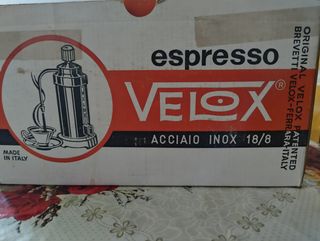 espresso
VELOX®
ACCIAIO INOX 18/8
MADE
IN ITALY
ORIGINAL VELOX PATENTED
BREVETTI VELOX-FERRARA-ITALY